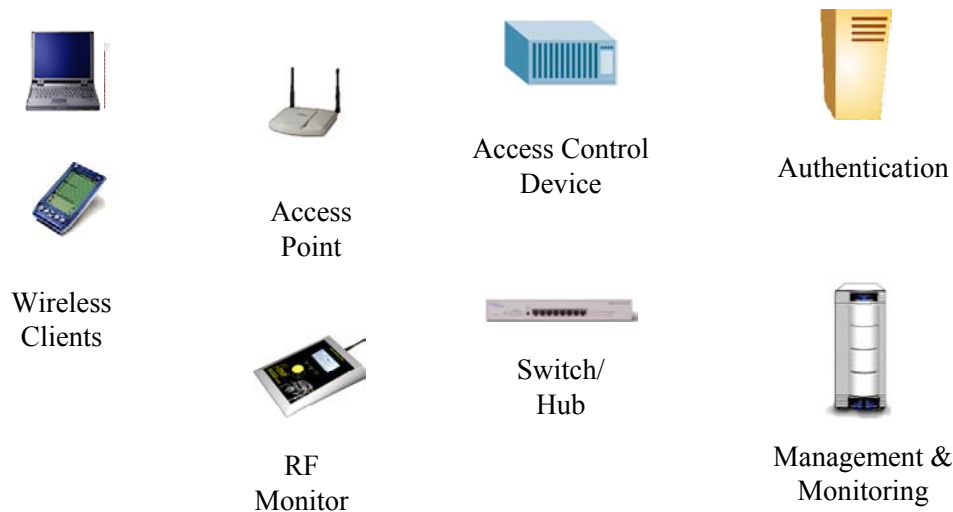 Access Control
Device
Authentication
Access
Point
Wireless
Clients
Switch/
Hub
RF
Monitor
Management &
Monitoring